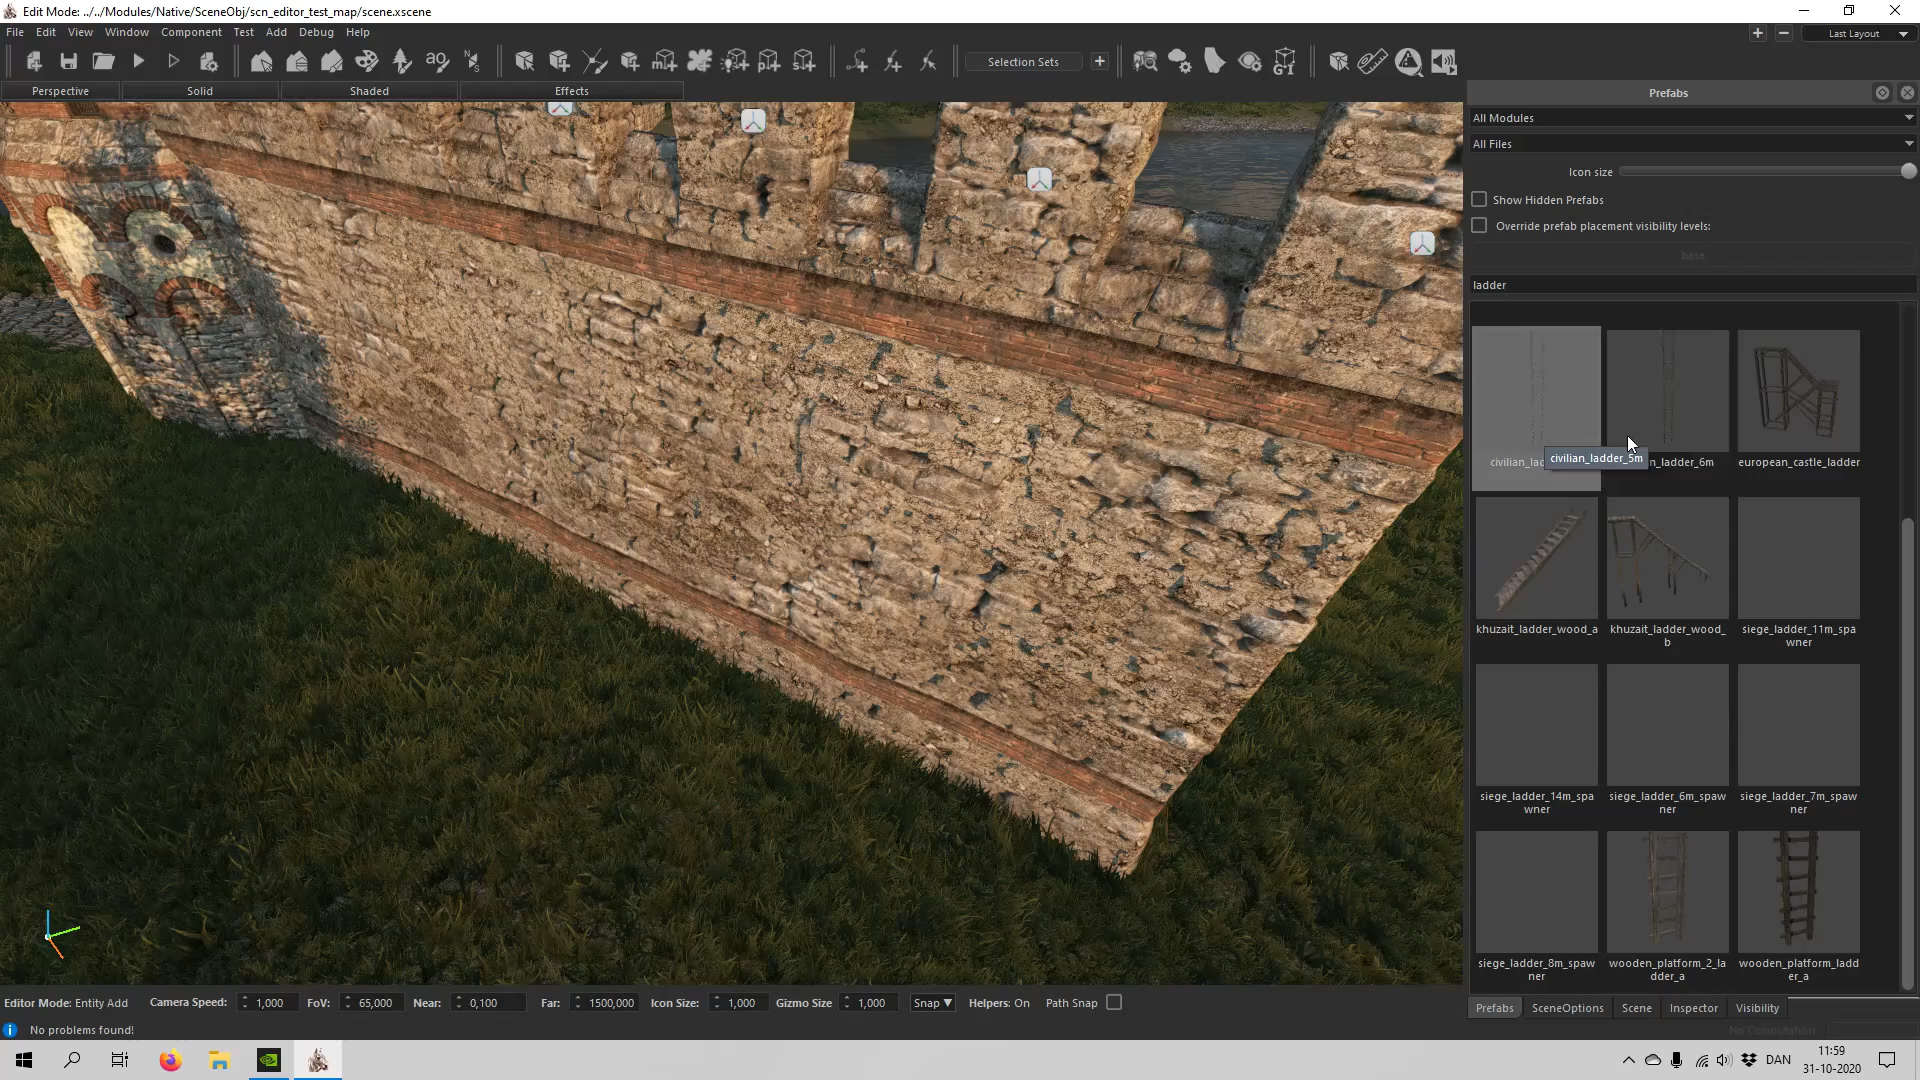 Edit Mode: ../../Modules/Native/SceneObj/scn_editor_test_map/scene.xscene
File Edit View Window Component Test Add Debug Help
Last Layout
Selection Sets
Perspective Solid Shaded Effects
Prefabs
All Modules
All Files
Icon size
Show Hidden Prefabs
Override prefab placement visibility levels:
base
ladder
civilian_lad n_ladder_6m european_castle_ladder
civilian_ladder_5m
khuzait_ladder_wood_a khuzait_ladder_wood_ siege_ladder_11m_spa
b wner
siege_ladder_14m_spa siege_ladder_6m_spaw siege_ladder_7m_spaw
wner ner ner
siege_ladder_8m_spaw wooden_platform_2_la wooden_platform_ladd
ner dder_a er_a
Editor Mode: Entity Add Camera Speed: 1,000 FoV: 65,000 Near: 0,100 Far: 1500,000 Icon Size: 1,000 Gizmo Size 1,000 Snap Helpers: On Path Snap
Prefabs SceneOptions Scene Inspector Visibility
No problems found!
No Computation
DAN
11:59
31-10-2020